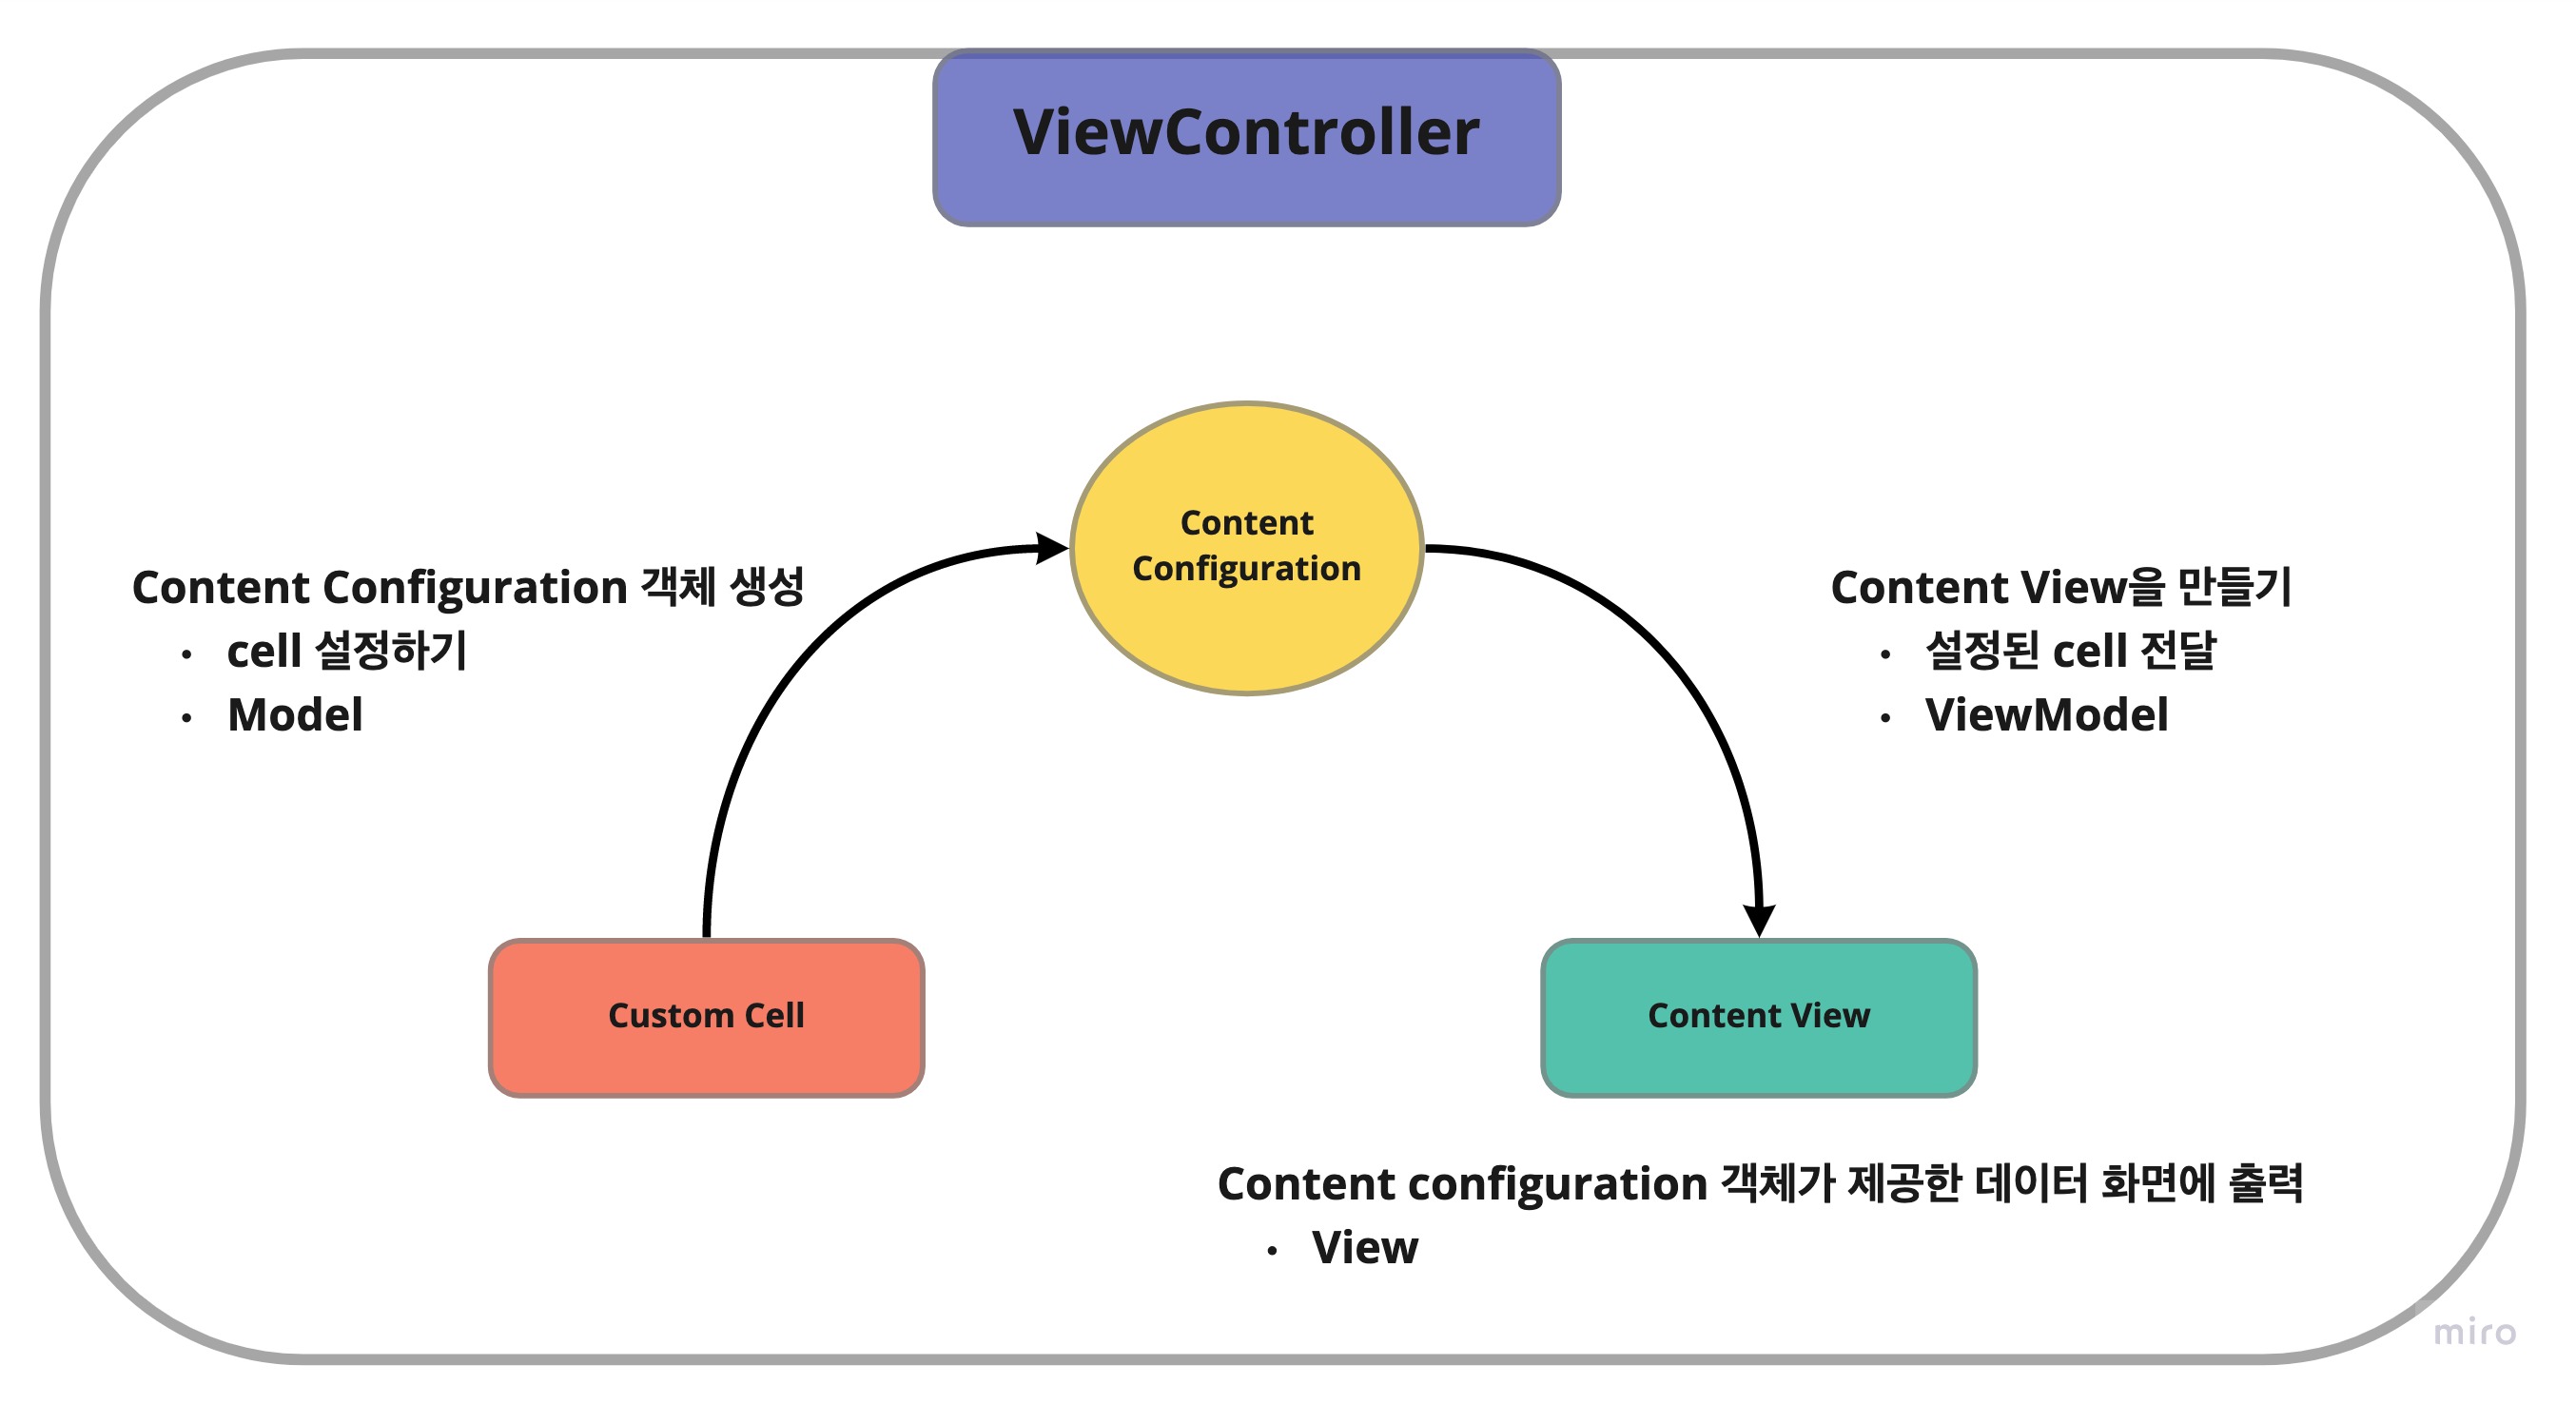 ViewController
Content
Configuration
Content Configuration 객체 생성
• cell 설정하기
• Model
Content View을 만들기
• 설정된 cell 전달
• ViewModel
Custom Cell
Content View
Content configuration 객체가 제공한 데이터 화면에 출력
• View
miro